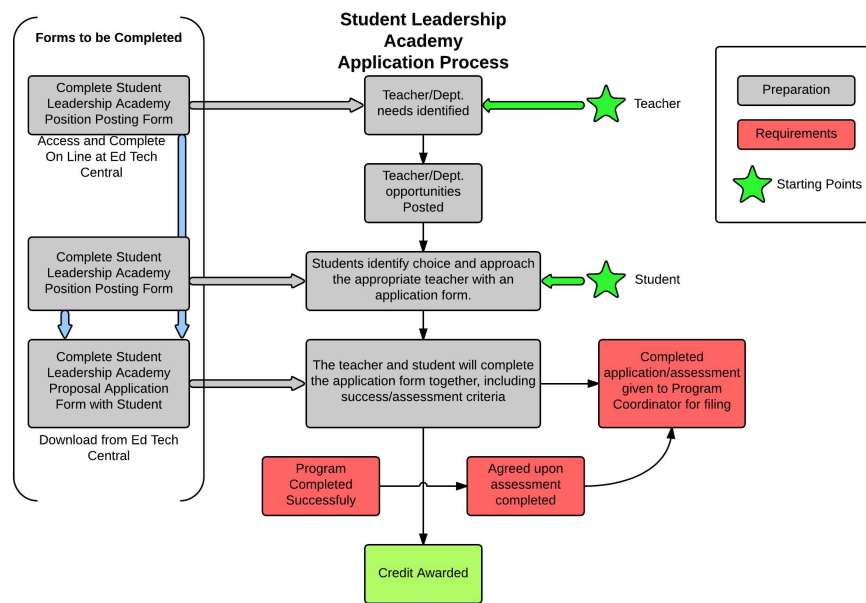 Student Leadership
Academy
Application Process
Forms to be Completed
Complete Student
Leadership Academy
Position Posting Form
Access and Complete
On Line at Ed Tech
Central
Complete Student
Leadership Academy
Position Posting Form
Complete Student
Leadership Academy
Proposal Application
Form with Student
Download from Ed Tech
Central
Teacher/Dept.
needs identified
Teacher
Teacher/Dept.
opportunities
Posted
Students identify choice and approach
the appropriate teacher with an
application form.
Student
The teacher and student will complete
the application form together, including
success/assessment criteria
Completed
application/assessment
given to Program
Coordinator for filing
Program
Completed
Successfuly
Agreed upon
assessment
completed
Credit Awarded
Preparation
Requirements
Starting Points